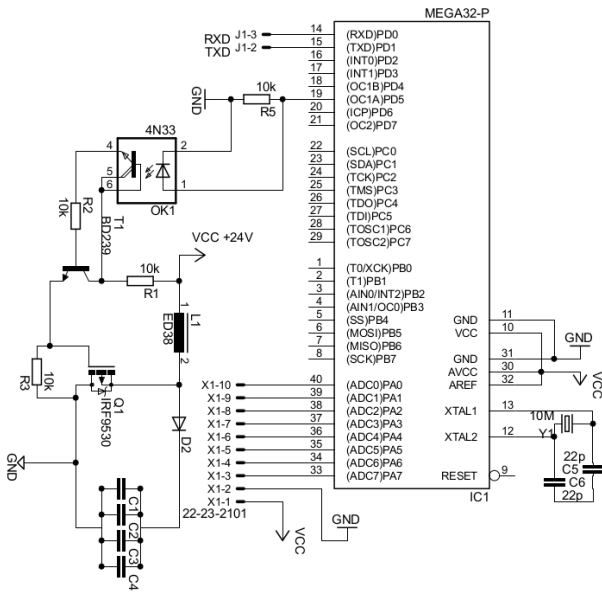 MEGA32-P
RXD J1-3
TXD J1-2
14 (RXD)PD0
15 (TXD)PD1
16 (INT0)PD2
17 (INT1)PD3
18 (OC1B)PD4
19 (OC1A)PD5
20 (ICP)PD6
21 (OC2)PD7
22 (SCL)PC0
23 (SDA)PC1
24 (TCK)PC2
25 (TMS)PC3
26 (TDO)PC4
27 (TDI)PC5
28 (TOSC1)PC6
29 (TOSC2)PC7
1 (T0/XCK)PB0
2 (T1)PB1
3 (AIN0/INT2)PB2
4 (AIN1/OC0)PB3
5 (SS)PB4
6 (MOSI)PB5
7 (MISO)PB6
8 (SCK)PB7
X1-10 40 (ADC0)PA0
X1-9 39 (ADC1)PA1
X1-8 38 (ADC2)PA2
X1-7 37 (ADC3)PA3
X1-6 36 (ADC4)PA4
X1-5 35 (ADC5)PA5
X1-4 34 (ADC6)PA6
X1-3 33 (ADC7)PA7
X1-2
X1-1
22-23-2101
GND
VCC
GND 11
VCC 10
GND 31
AVCC 30
AREF 32
GND
VCC
XTAL1 13
XTAL2 12
10M
Y1
22p
C5
C6
22p
RESET 9
IC1
GND
10k
R5
4N33
4
5
6
2
1
OK1
R2
10k
T1
BD239
VCC +24V
10k
R1
1
L1
ED38
2
R3
10k
Q1
IRF9530
D2
GND
C1
C2
C3
C4